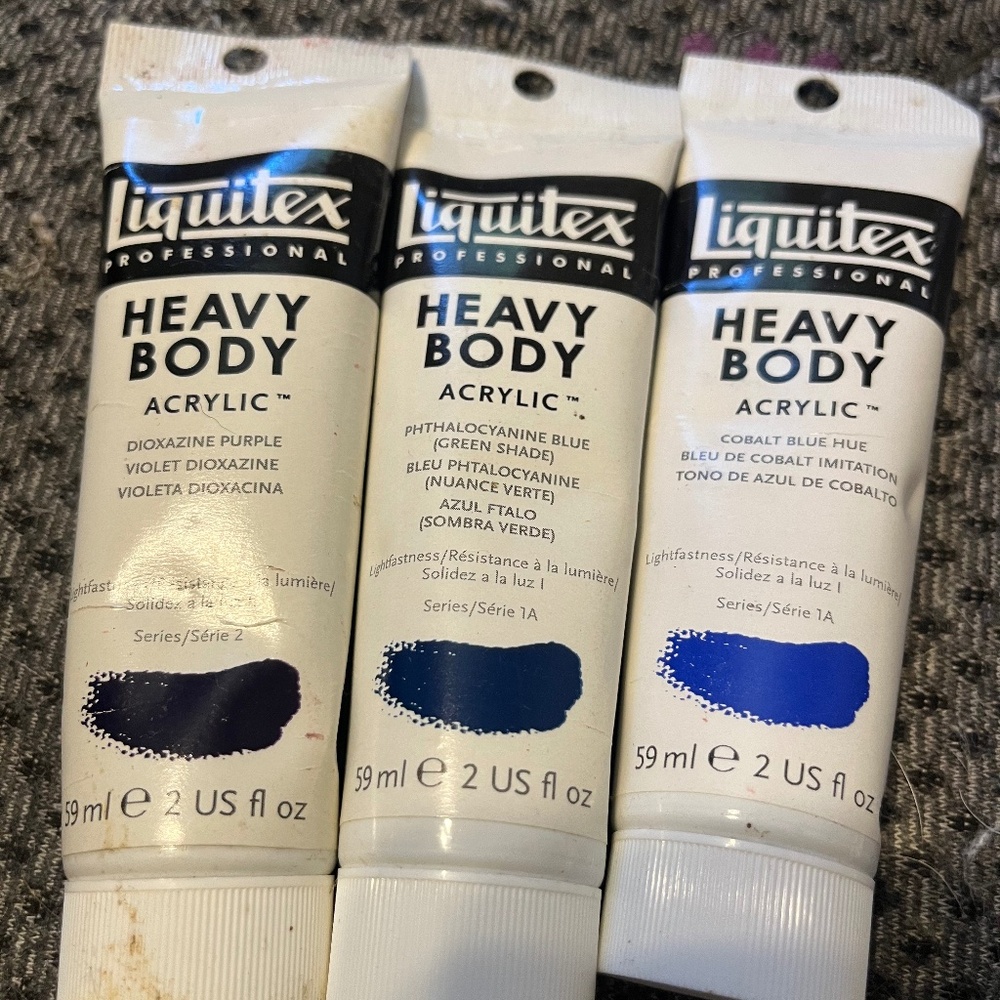 Liquitex
PROFESSIONAL
HEAVY
BODY
ACRYLIC™
DIOXAZINE PURPLE
VIOLET DIOXAZINE
VIOLETA DIOXACINA
la lumière/
Solidez a la
Series/Série 2
59 ml e 2 US fl oz
Liquitex
PROFESSIONAL
HEAVY
BODY
ACRYLIC™
PHTHALOCYANINE BLUE
(GREEN SHADE)
BLEU PHTALOCYANINE
(NUANCE VERTE)
AZUL FTALO
(SOMBRA VERDE)
Lightfastness/Résistance à la lumière/
Solidez a la luz I
Series/Série 1A
59 ml e 2 US fl oz
Liquitex
PROFESSIONAL
HEAVY
BODY
ACRYLIC™
COBALT BLUE HUE
BLEU DE COBALT IMITATION
TONO DE AZUL DE COBALTO
Lightfastness/Résistance à la lumière/
Solidez a la luz I
Series/Série 1A
59 ml e 2 US fl oz